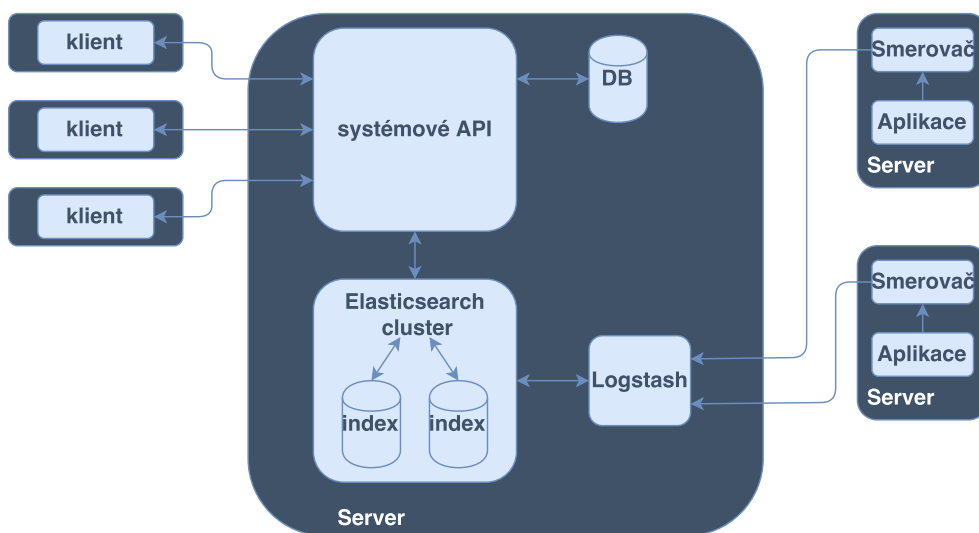 klient
klient
klient
systémové API
DB
Elasticsearch
cluster
index
index
Logstash
Server
Smerovač
Aplikace
Server
Smerovač
Aplikace
Server